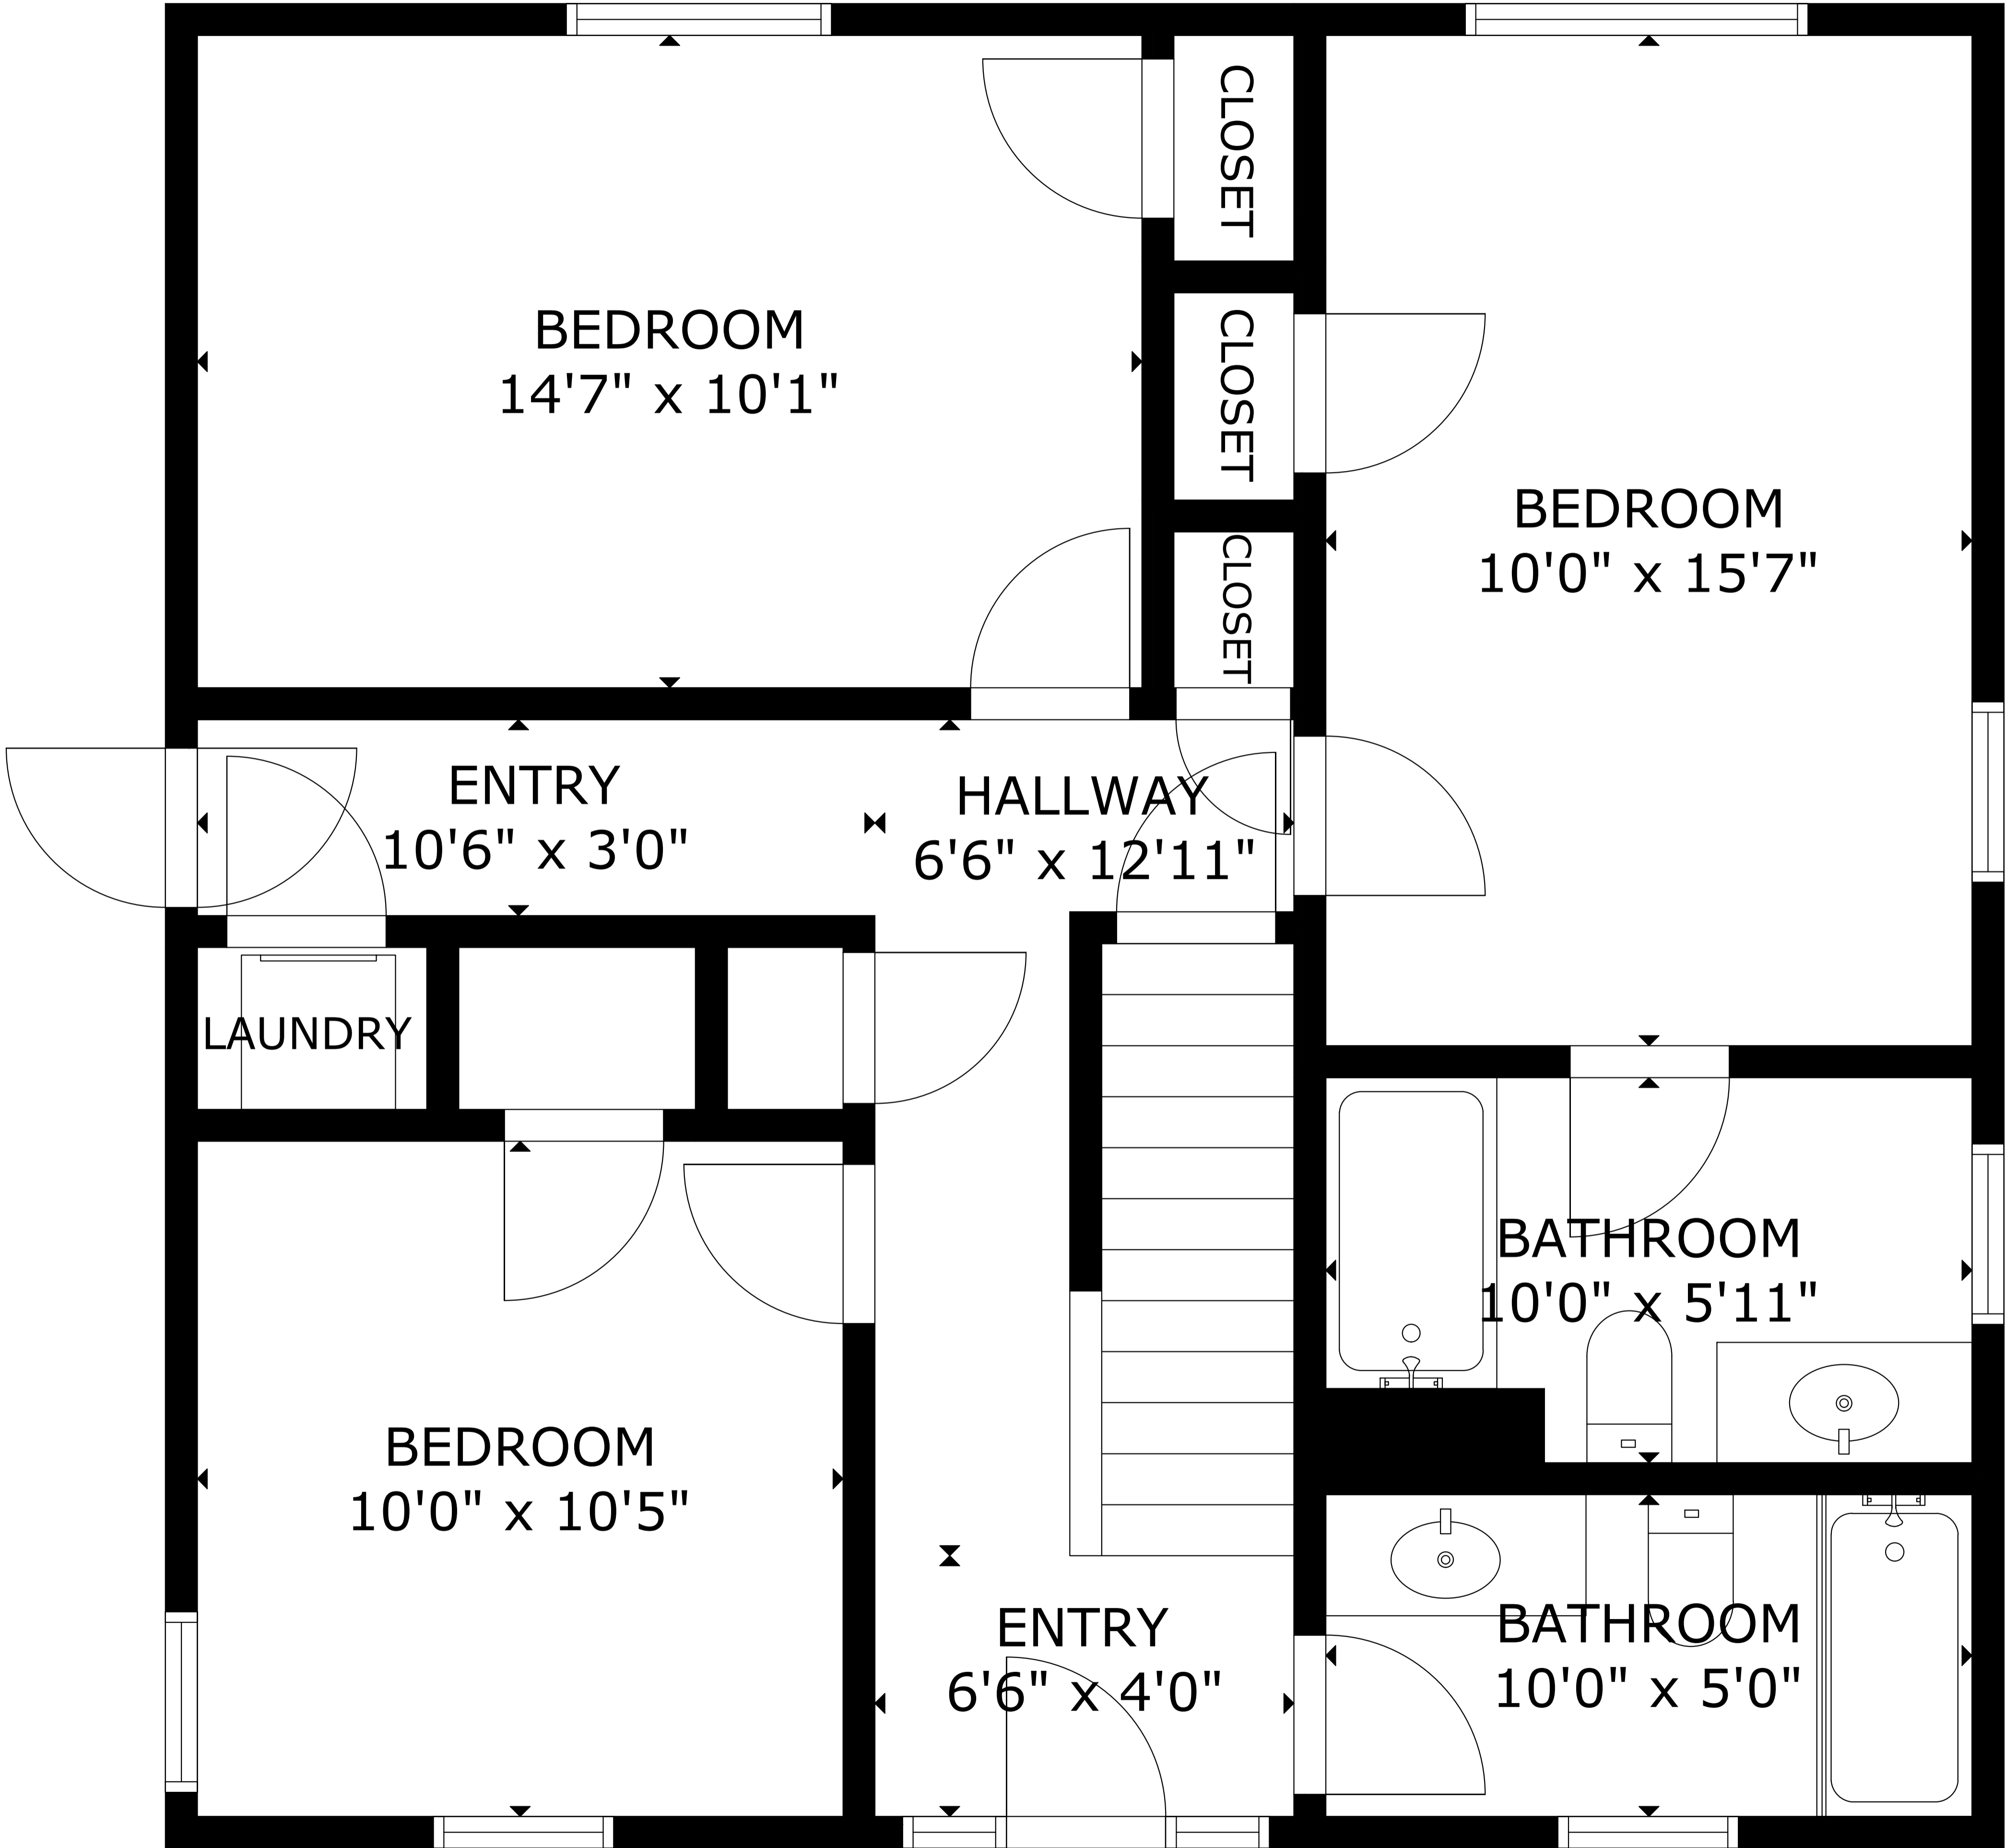 CLOSET
BEDROOM
14'7" x 10'1"
CLOSET
BEDROOM
10'0" x 15'7"
CLOSET
ENTRY
10'6" x 3'0"
HALLWAY
6'6" x 12'11"
LAUNDRY
BATHROOM
10'0" x 5'11"
BEDROOM
10'0" x 10'5"
ENTRY
6'6" x 4'0"
BATHROOM
10'0" x 5'0"